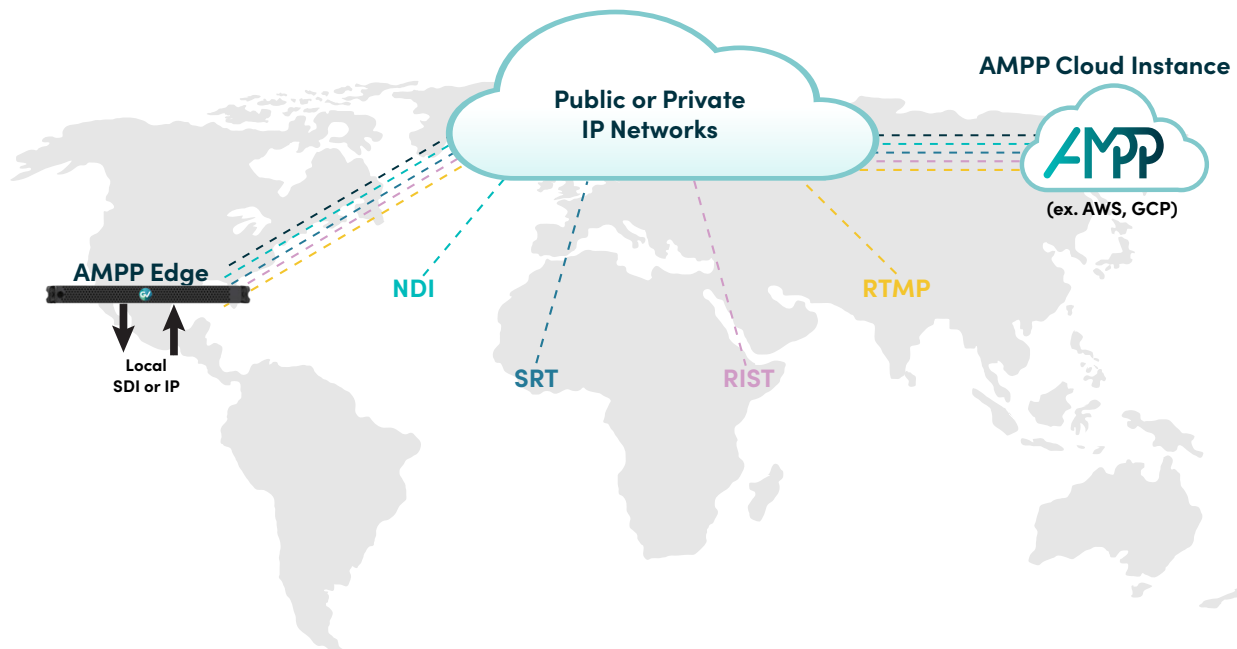 AMPP Cloud Instance
Public or Private
IP Networks
AMPP
(ex. AWS, GCP)
AMPP Edge
GV
NDI
RTMP
Local
SDI or IP
SRT
RIST